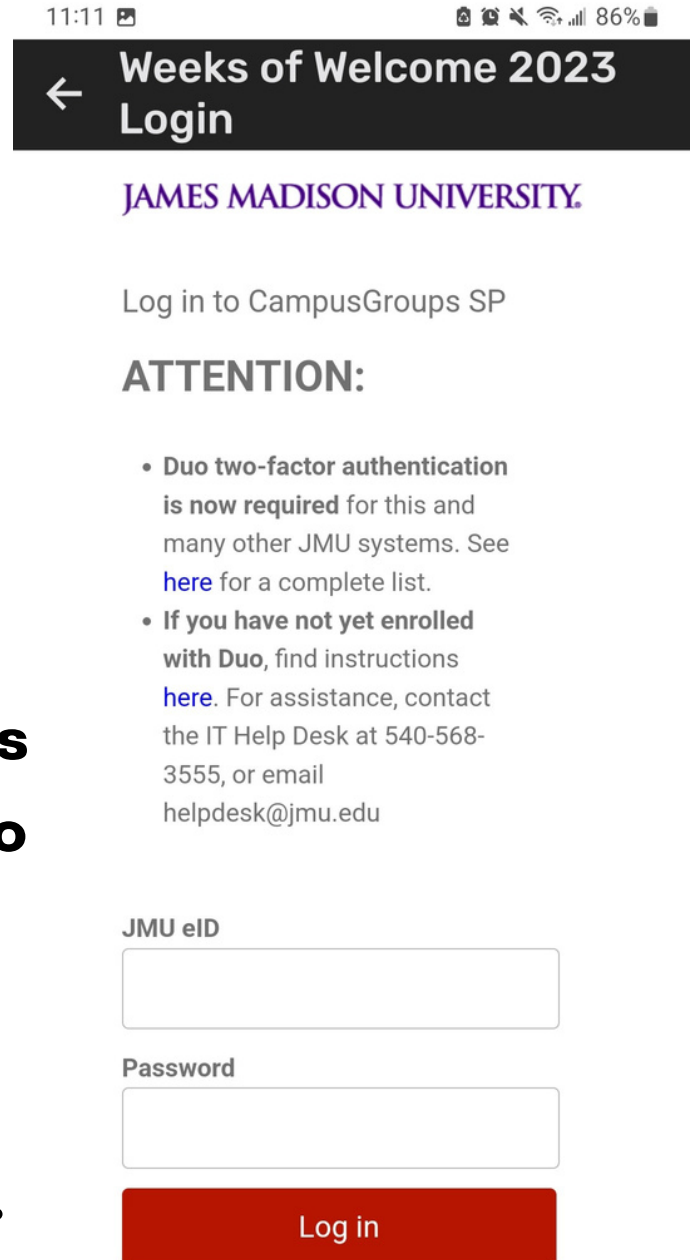 11:11
86%
Weeks of Welcome 2023
Login
JAMES MADISON UNIVERSITY.
Log in to CampusGroups SP
ATTENTION:
• Duo two-factor authentication
is now required for this and
many other JMU systems. See
here for a complete list.
• If you have not yet enrolled
with Duo, find instructions
here. For assistance, contact
s
the IT Help Desk at 540-568-
3555, or email
o
helpdesk@jmu.edu
JMU eID
Password
.
Log in